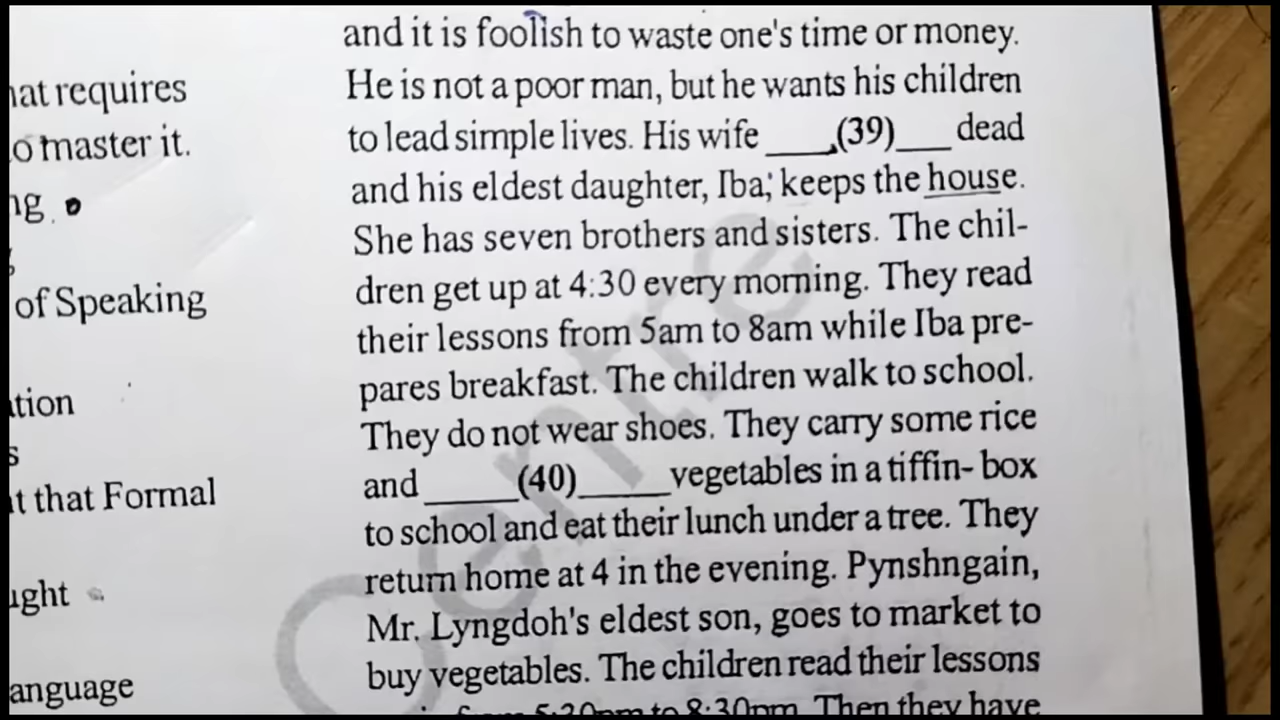 requires
master it.
of Speaking
that Formal
and it is foolish to waste one's time or money.
He is not a poor man, but he wants his children
to lead simple lives. His wife ____(39)___ dead
and his eldest daughter, Iba; keeps the house.
She has seven brothers and sisters. The chil-
dren get up at 4:30 every morning. They read
their lessons from 5am to 8am while Iba pre-
pares breakfast. The children walk to school.
They do not wear shoes. They carry some rice
and _____(40)_____vegetables in a tiffin- box
to school and eat their lunch under a tree. They
return home at 4 in the evening. Pynshngain,
Mr. Lyngdoh's eldest son, goes to market to
buy vegetables. The children read their lessons
from 5:30pm to 8:30pm. Then they have
Centre